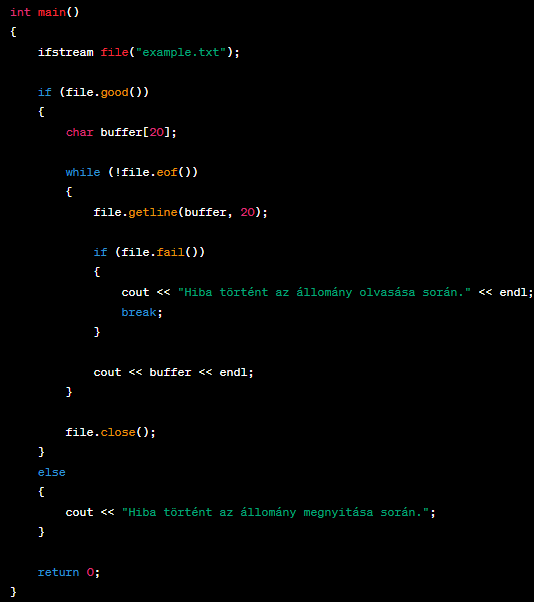 int main()
{
    ifstream file("example.txt");

    if (file.good())
    {
        char buffer[20];

        while (!file.eof())
        {
            file.getline(buffer, 20);

            if (file.fail())
            {
                cout << "Hiba történt az állomány olvasása során." << endl;
                break;
            }

            cout << buffer << endl;
        }

        file.close();
    }
    else
    {
        cout << "Hiba történt az állomány megnyitása során.";
    }

    return 0;
}